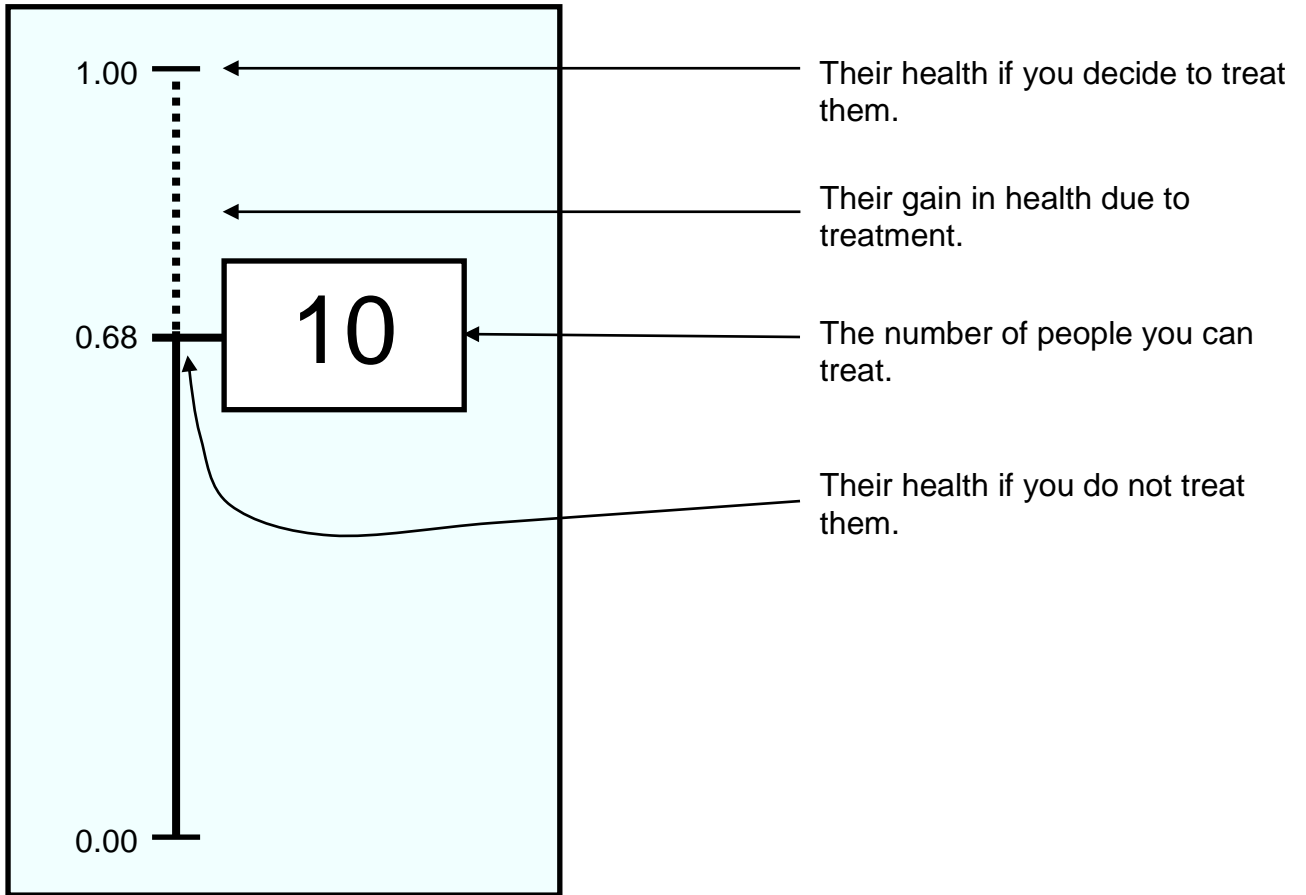 1.00
Their health if you decide to treat
them.
Their gain in health due to
treatment.
0.68
10
The number of people you can
treat.
Their health if you do not treat
them.
0.00